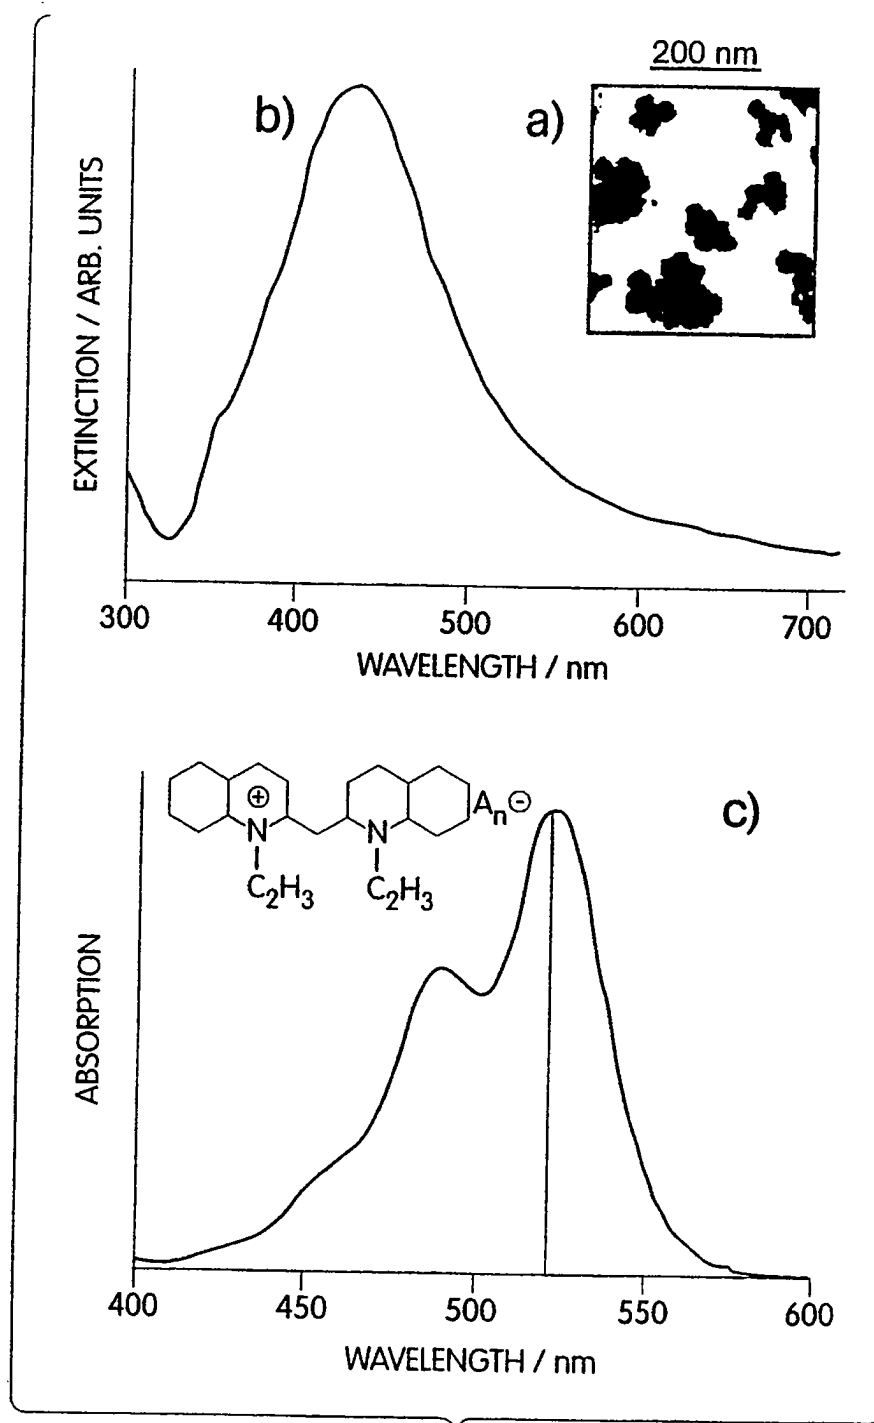 200 nm
b)
a)
EXTINCTION / ARB. UNITS
300 400 500 600 700
WAVELENGTH / nm
c)
⊕
Aₙ⊖
N N
C₂H₃ C₂H₃
ABSORPTION
400 450 500 550 600
WAVELENGTH / nm